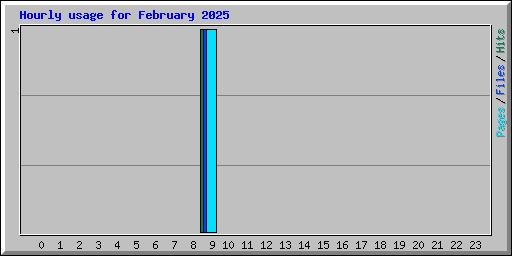 Hourly usage for February 2025
1
Pages/Files/Hits
0 1 2 3 4 5 6 7 8 9 10 11 12 13 14 15 16 17 18 19 20 21 22 23